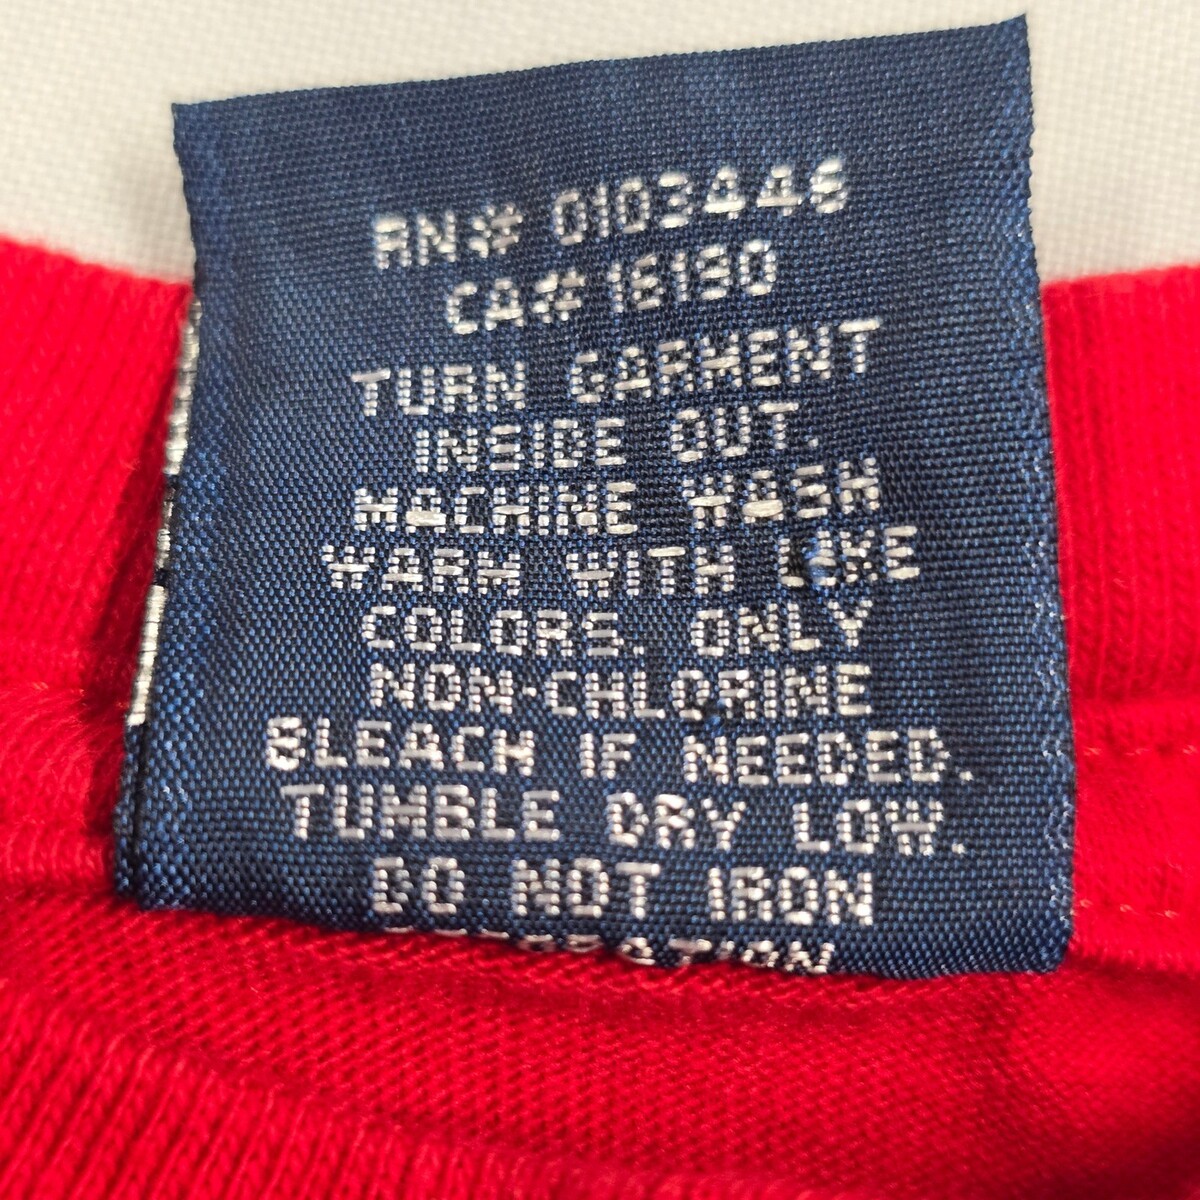 RN# 0103446
CA# 16190
TURN GARMENT
INSIDE OUT.
MACHINE WASH
WARM WITH LIKE
COLORS. ONLY
NON-CHLORINE
BLEACH IF NEEDED.
TUMBLE DRY LOW.
DO NOT IRON